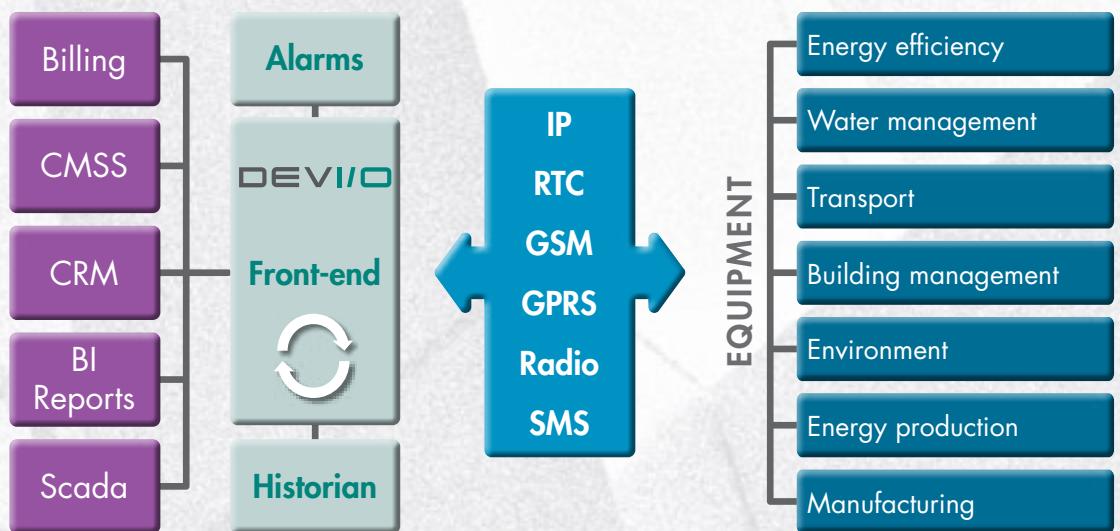 Billing
CMSS
CRM
BI
Reports
Scada
Alarms
DEVI/O
Front-end
Historian
IP
RTC
GSM
GPRS
Radio
SMS
EQUIPMENT
Energy efficiency
Water management
Transport
Building management
Environment
Energy production
Manufacturing